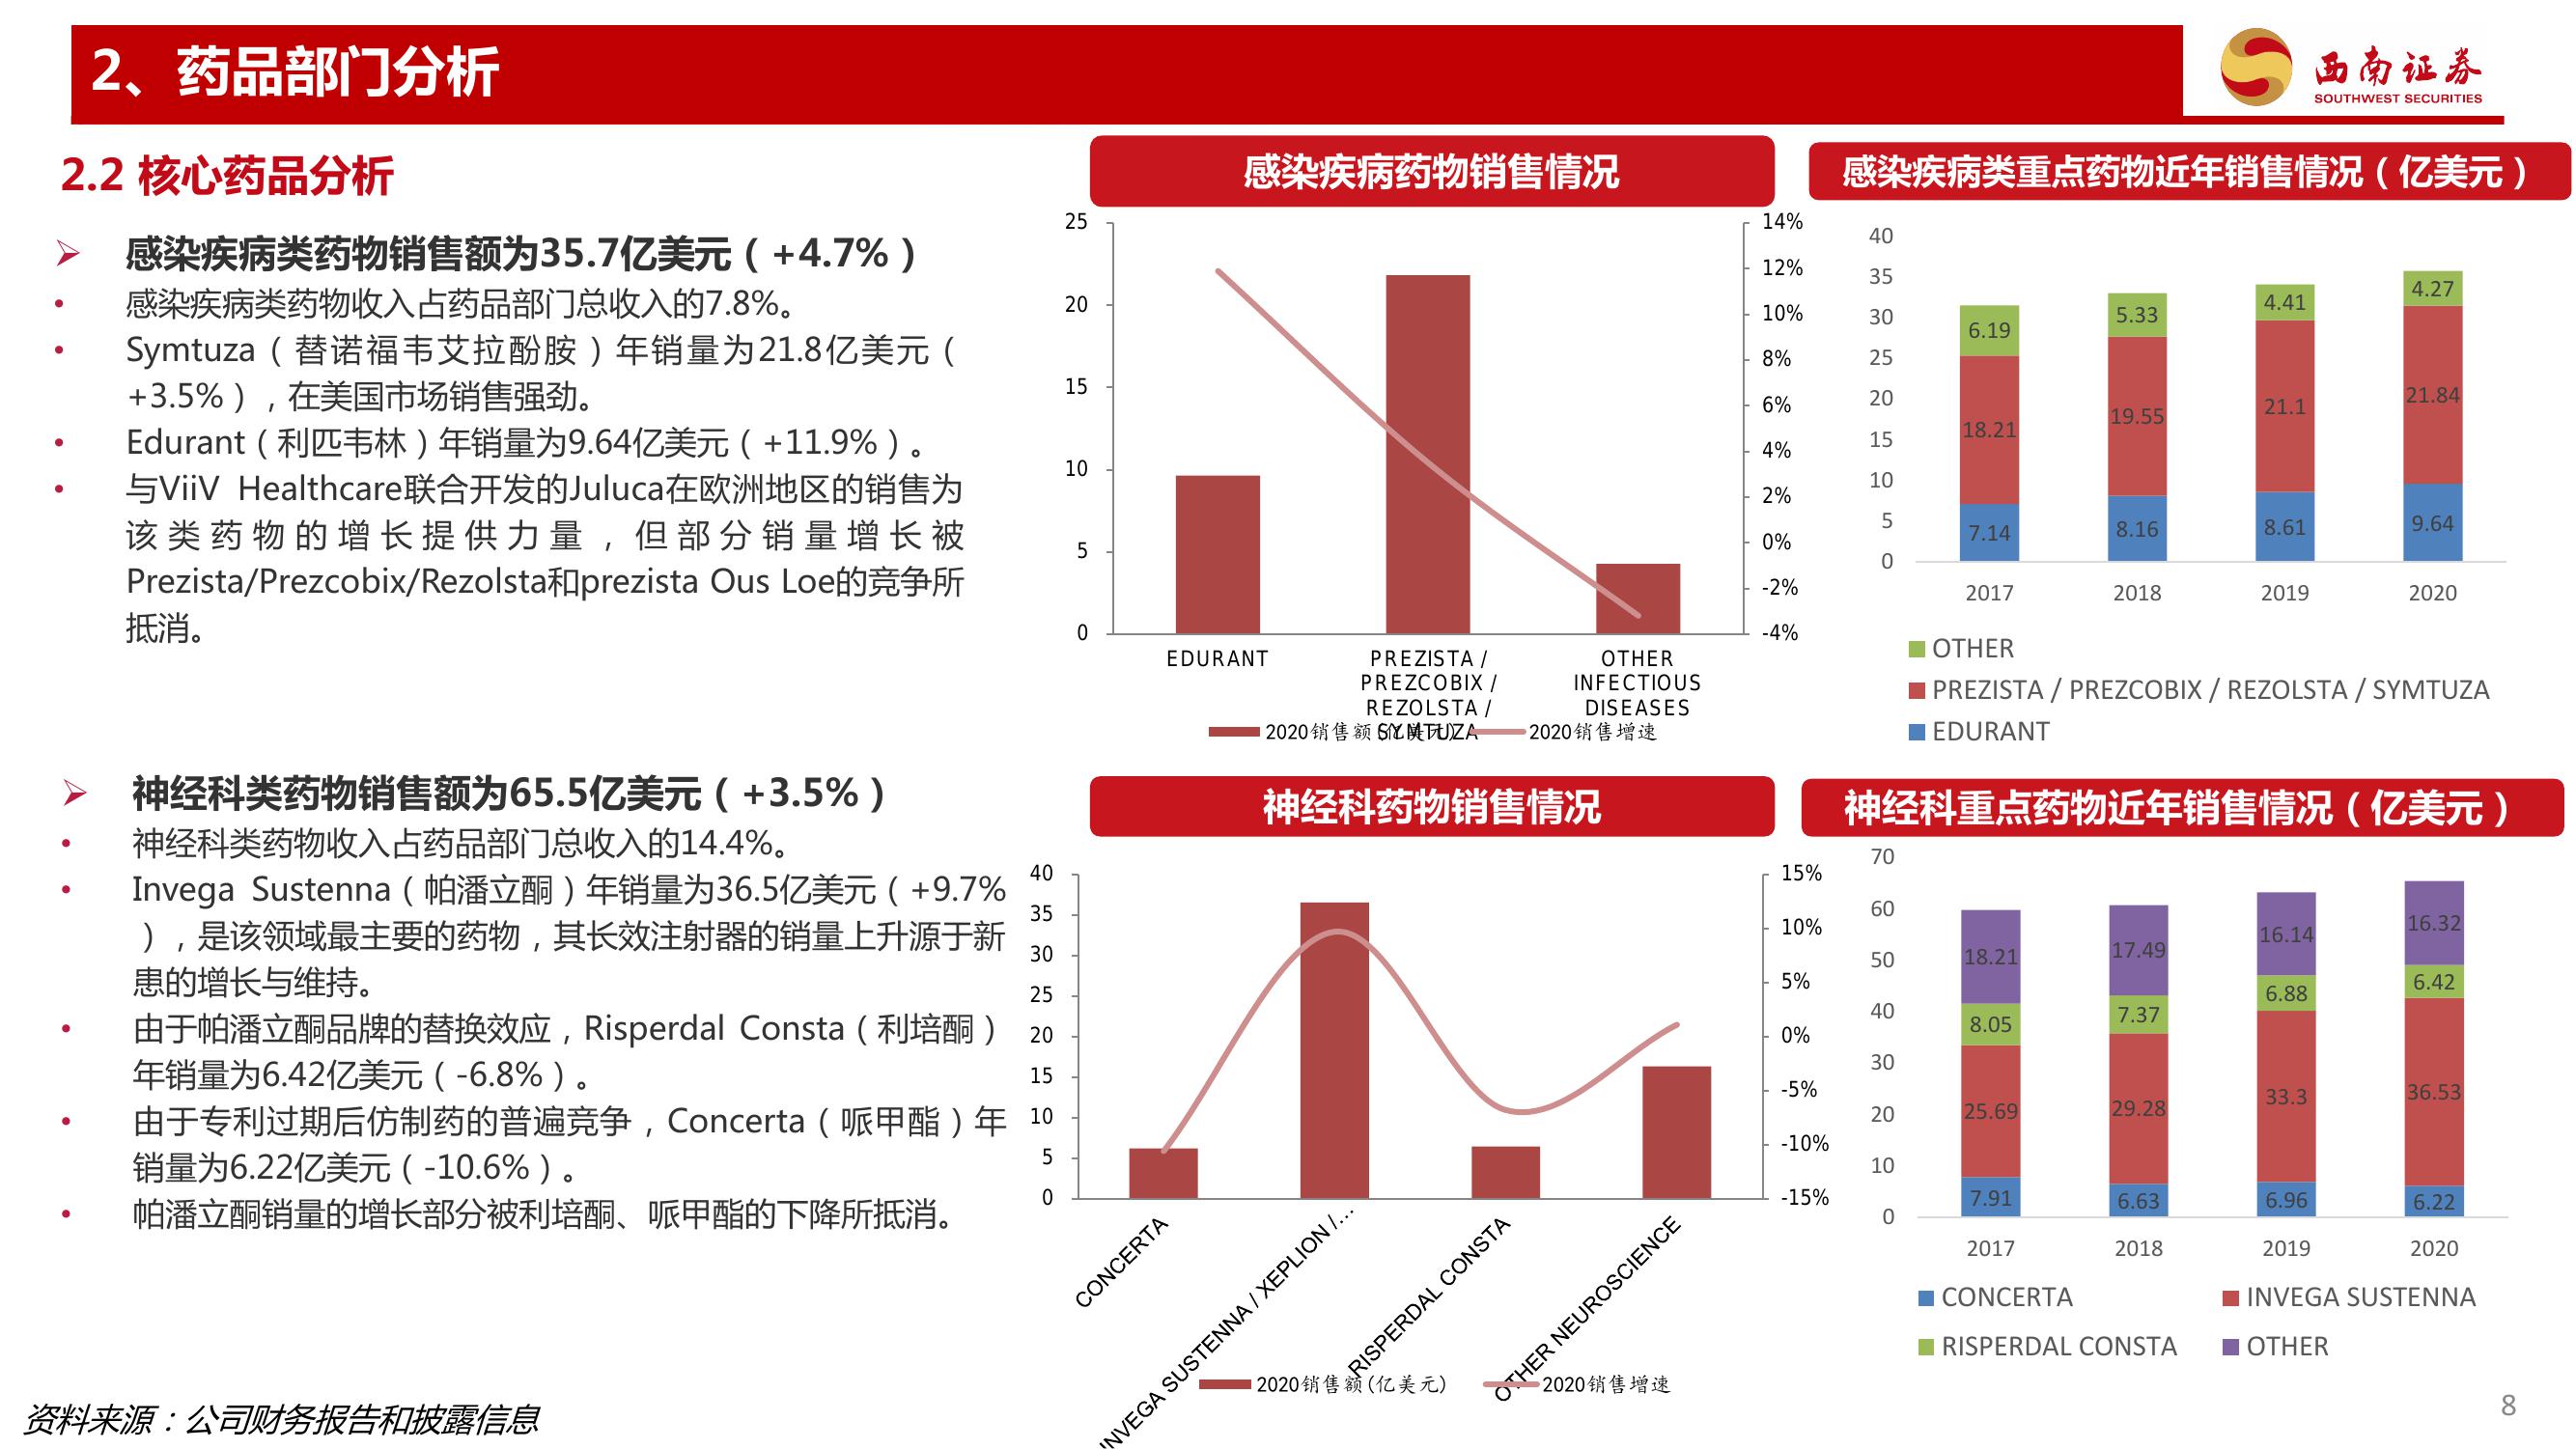 2、药品部门分析
西南证券
SOUTHWEST SECURITIES
2.2 核心药品分析
感染疾病类药物销售额为35.7亿美元（+4.7%）
• 感染疾病类药物收入占药品部门总收入的7.8%。
• Symtuza（替诺福韦艾拉酚胺）年销量为21.8亿美元（
+3.5%），在美国市场销售强劲。
• Edurant（利匹韦林）年销量为9.64亿美元（+11.9%）。
• 与ViiV Healthcare联合开发的Juluca在欧洲地区的销售为
该类药物的增长提供力量，但部分销量增长被
Prezista/Prezcobix/Rezolsta和prezista Ous Loe的竞争所
抵消。
神经科类药物销售额为65.5亿美元（+3.5%）
• 神经科类药物收入占药品部门总收入的14.4%。
• Invega Sustenna（帕潘立酮）年销量为36.5亿美元（+9.7%
），是该领域最主要的药物，其长效注射器的销量上升源于新
患的增长与维持。
• 由于帕潘立酮品牌的替换效应，Risperdal Consta（利培酮）
年销量为6.42亿美元（-6.8%）。
• 由于专利过期后仿制药的普遍竞争，Concerta（哌甲酯）年
销量为6.22亿美元（-10.6%）。
• 帕潘立酮销量的增长部分被利培酮、哌甲酯的下降所抵消。
感染疾病药物销售情况
25
20
15
10
5
0
14%
12%
10%
8%
6%
4%
2%
0%
-2%
-4%
EDURANT
PREZISTA /
PREZCOBIX /
REZOLSTA /
SYMTUZA
OTHER
INFECTIOUS
DISEASES
2020销售额(亿美元)
2020销售增速
感染疾病类重点药物近年销售情况（亿美元）
40
35
30
25
20
15
10
5
0
6.19
18.21
7.14
5.33
19.55
8.16
4.41
21.1
8.61
4.27
21.84
9.64
2017 2018 2019 2020
OTHER
PREZISTA / PREZCOBIX / REZOLSTA / SYMTUZA
EDURANT
神经科药物销售情况
40
35
30
25
20
15
10
5
0
15%
10%
5%
0%
-5%
-10%
-15%
CONCERTA
INVEGA SUSTENNA / XEPLION /…
RISPERDAL CONSTA
OTHER NEUROSCIENCE
2020销售额(亿美元)
2020销售增速
神经科重点药物近年销售情况（亿美元）
70
60
50
40
30
20
10
0
18.21
8.05
25.69
7.91
17.49
7.37
29.28
6.63
16.14
6.88
33.3
6.96
16.32
6.42
36.53
6.22
2017 2018 2019 2020
CONCERTA INVEGA SUSTENNA
RISPERDAL CONSTA OTHER
资料来源：公司财务报告和披露信息
8